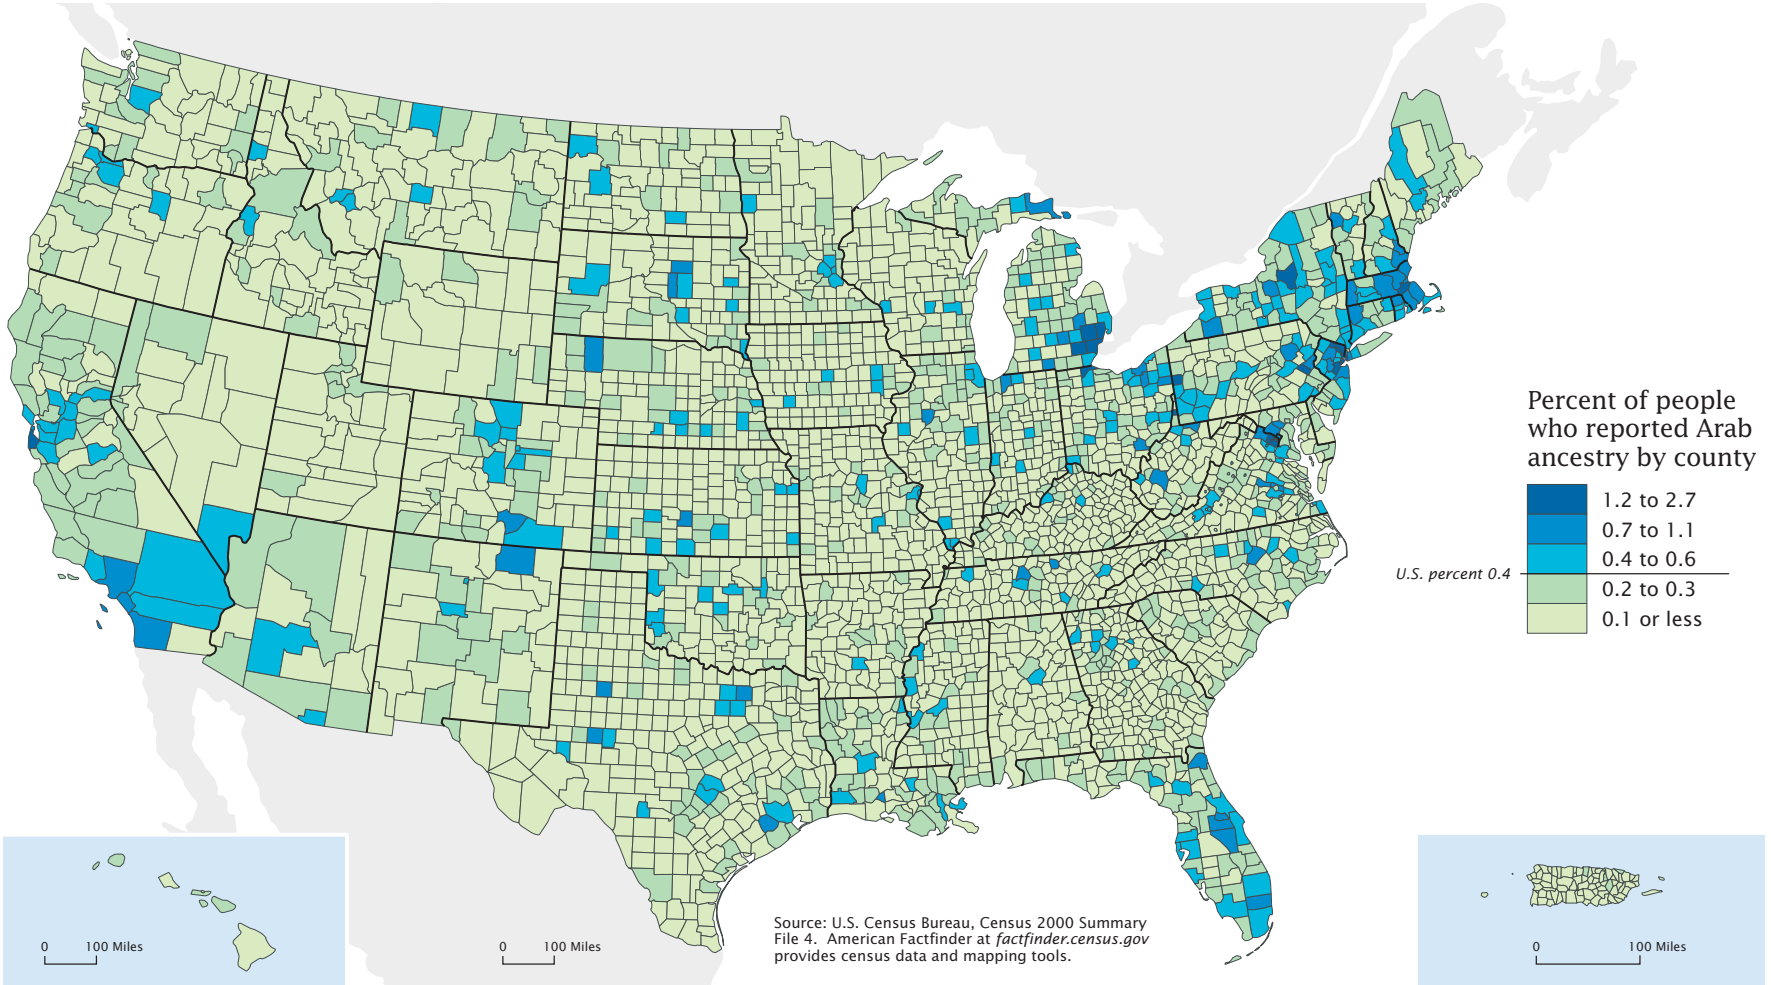 Percent of people
who reported Arab
ancestry by county
1.2 to 2.7
0.7 to 1.1
0.4 to 0.6
U.S. percent 0.4
0.2 to 0.3
0.1 or less
0 100 Miles
0 100 Miles
0 100 Miles
Source: U.S. Census Bureau, Census 2000 Summary
File 4. American Factfinder at factfinder.census.gov
provides census data and mapping tools.